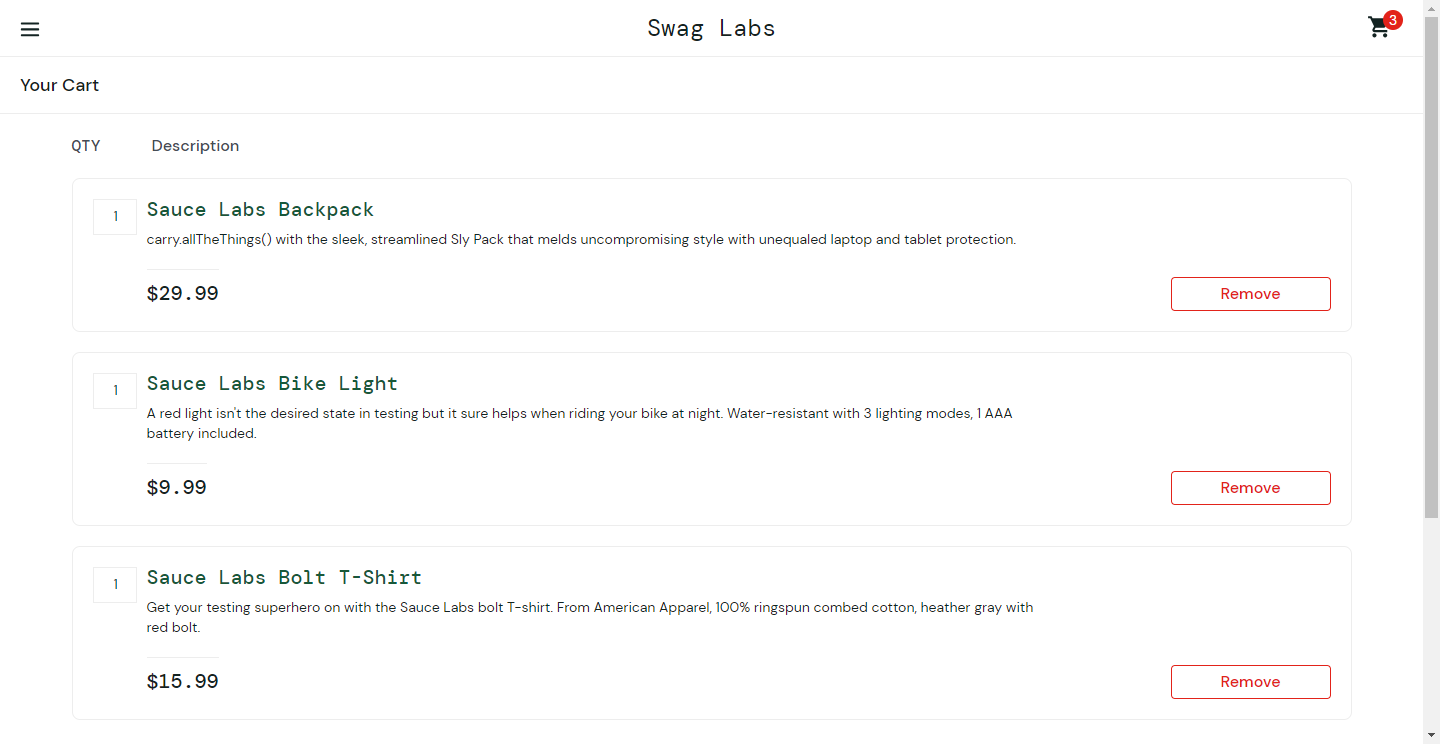 Swag Labs
3
Your Cart
QTY Description
1 Sauce Labs Backpack
carry.allTheThings() with the sleek, streamlined Sly Pack that melds uncompromising style with unequaled laptop and tablet protection.
$29.99 Remove
1 Sauce Labs Bike Light
A red light isn't the desired state in testing but it sure helps when riding your bike at night. Water-resistant with 3 lighting modes, 1 AAA
battery included.
$9.99 Remove
1 Sauce Labs Bolt T-Shirt
Get your testing superhero on with the Sauce Labs bolt T-shirt. From American Apparel, 100% ringspun combed cotton, heather gray with
red bolt.
$15.99 Remove